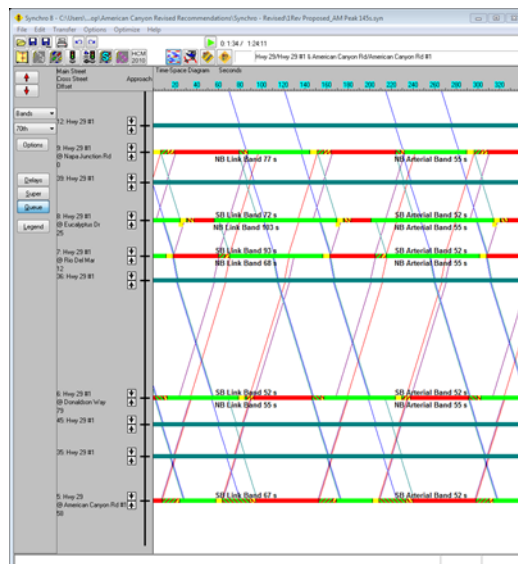 Synchro 8 - C:\Users\...op\American Canyon Revised Recommendations\Synchro - Revised\1Rev Proposed_AM Peak 145s.syn
File Edit Transfer Options Optimize Help
0 1:34 / 1:24:11
HCM
2010
Hwy 29/Hwy 29 #1 & American Canyon Rd/American Canyon Rd #1
Main Street
Cross Street Approach
Offset
Time-Space Diagram Seconds
20 40 60 80 100 120 140 160 180 200 220 240 260 280 300 320
Bands
70th
Options
Delays
Super
Queue
Legend
12: Hwy 29 #1
9: Hwy 29 #1
@ Napa Junction Rd
0
NB Link Band 77 s
NB Arterial Band 55 s
39: Hwy 29 #1
8: Hwy 29 #1
@ Eucalyptus Dr
25
SB Link Band 72 s
NB Link Band 103 s
SB Arterial Band 52 s
NB Arterial Band 55 s
7: Hwy 29 #1
@ Rio Del Mar
12
SB Link Band 93 s
NB Link Band 68 s
SB Arterial Band 52 s
NB Arterial Band 55 s
36: Hwy 29 #1
6: Hwy 29 #1
@ Donaldson Way
79
SB Link Band 52 s
NB Link Band 55 s
SB Arterial Band 52 s
NB Arterial Band 55 s
45: Hwy 29 #1
35: Hwy 29 #1
5: Hwy 29
@ American Canyon Rd #1
50
SB Link Band 67 s
SB Arterial Band 52 s